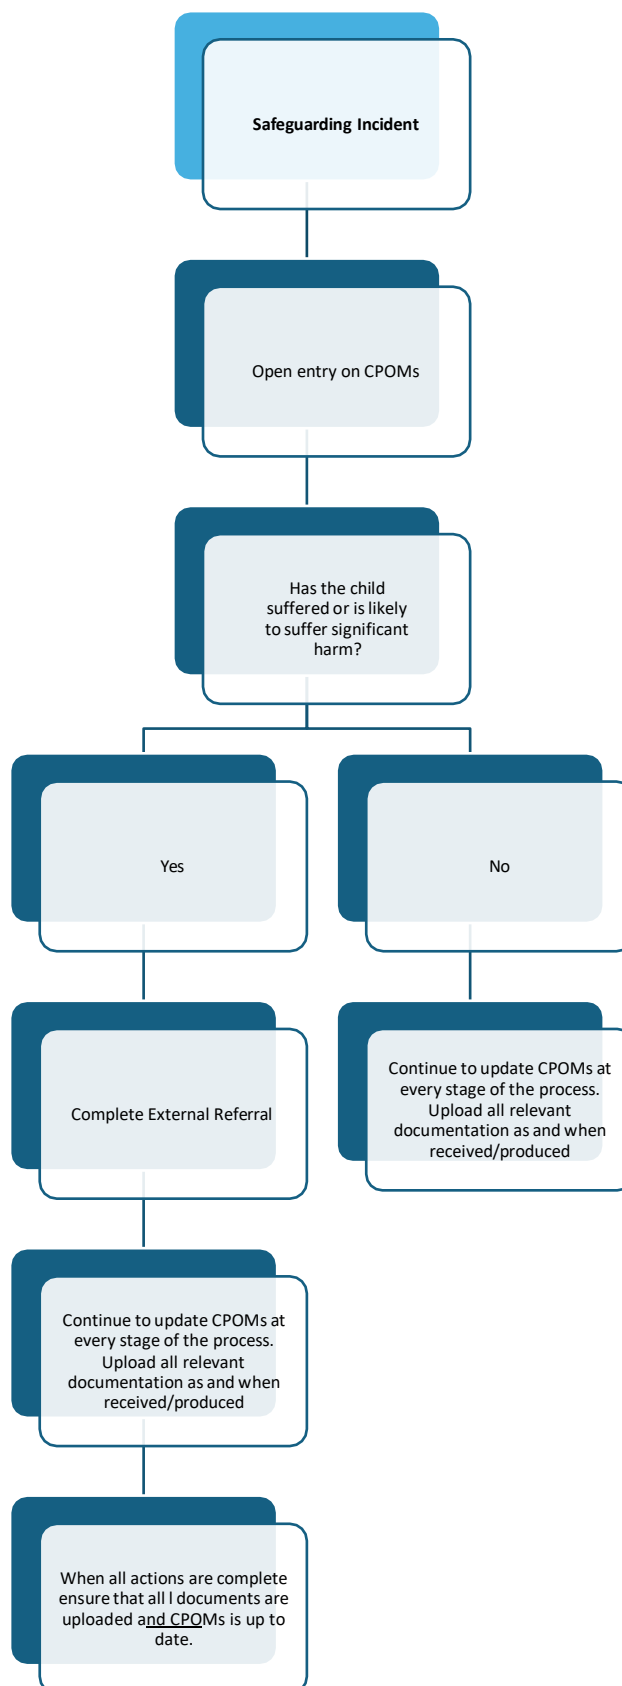 Safeguarding Incident
Open entry on CPOMs
Has the child
suffered or is likely
to suffer significant
harm?
Yes
No
Complete External Referral
Continue to update CPOMs at
every stage of the process.
Upload all relevant
documentation as and when
received/produced
Continue to update CPOMs at
every stage of the process.
Upload all relevant
documentation as and when
received/produced
When all actions are complete
ensure that all l documents are
uploaded and CPOMs is up to
date.